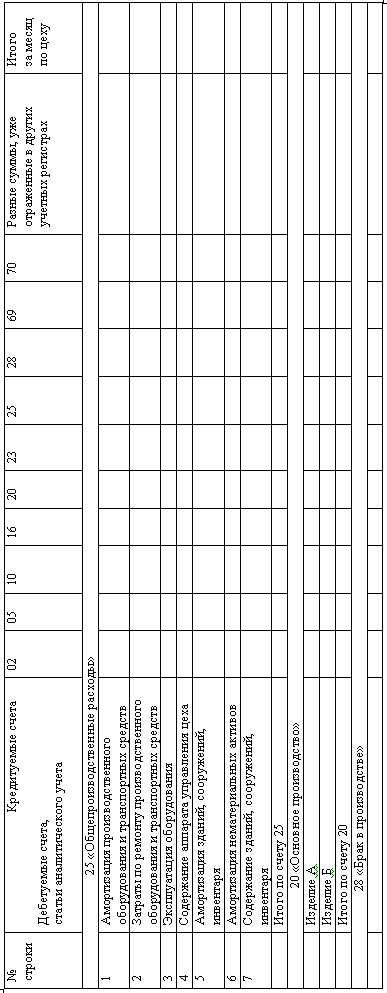 №
строки
Кредитуемые счета
Дебетуемые счета,
статьи аналитического учета
02
05
10
16
20
23
25
28
69
70
Разные суммы, уже
отраженные в других
учетных регистрах
Итого
за месяц
по цеху
25 «Общепроизводственные расходы»
1 Амортизация производственного
оборудования и транспортных средств
2 Затраты по ремонту производственного
оборудования и транспортных средств
3 Эксплуатация оборудования
4 Содержание аппарата управления цеха
5 Амортизация зданий, сооружений,
инвентаря
6 Амортизация нематериальных активов
7 Содержание зданий, сооружений,
инвентаря
Итого по счету 25
20 «Основное производство»
Изделие А
Изделие Б
Итого по счету 20
28 «Брак в производстве»